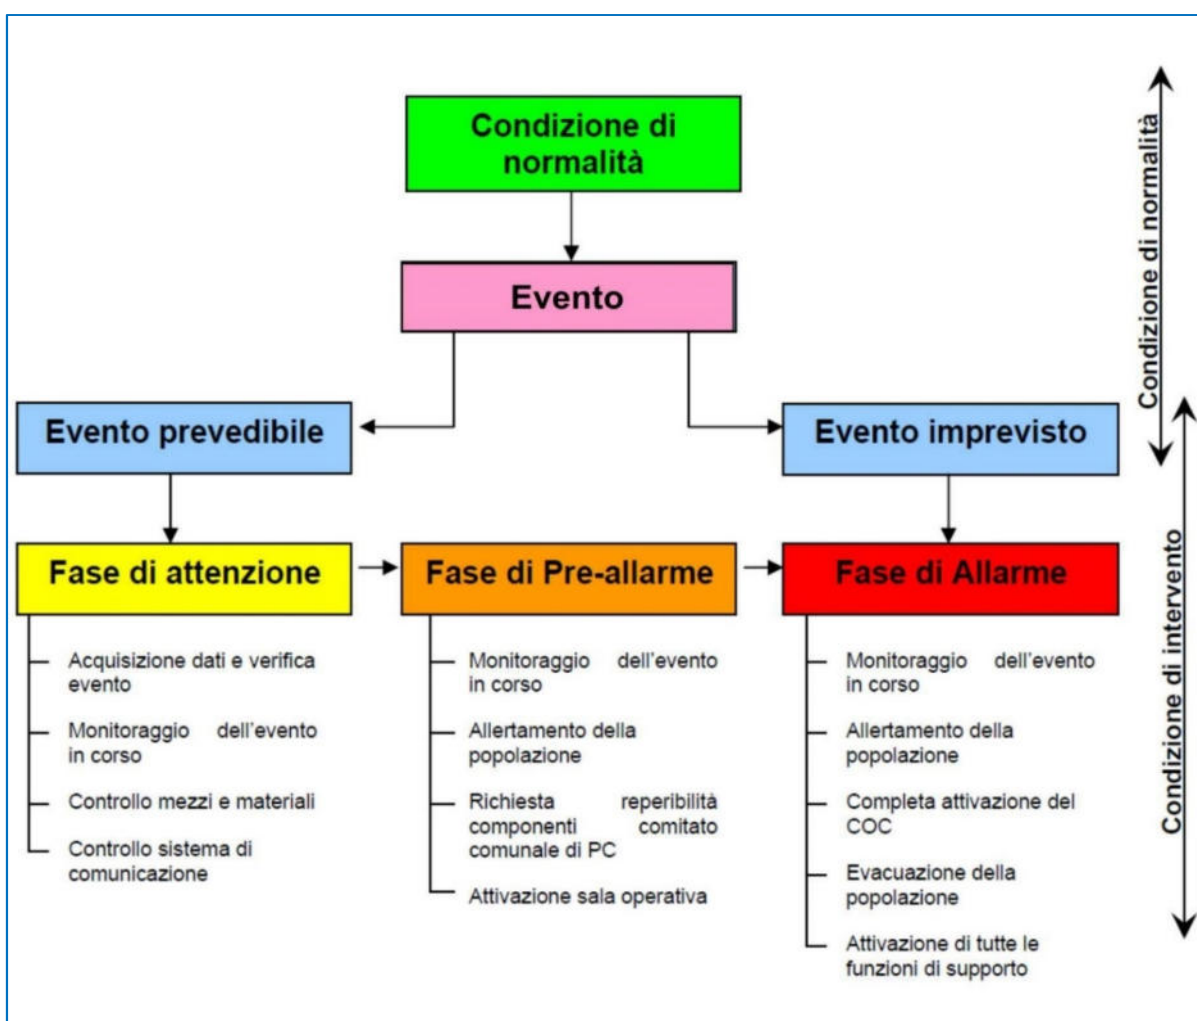 Condizione di
normalità
Evento
Evento prevedibile
Evento imprevisto
Fase di attenzione
Fase di Pre-allarme
Fase di Allarme
Acquisizione dati e verifica
evento
Monitoraggio dell'evento
in corso
Controllo mezzi e materiali
Controllo sistema di
comunicazione
Monitoraggio dell'evento
in corso
Allertamento della
popolazione
Richiesta reperibilità
componenti comitato
comunale di PC
Attivazione sala operativa
Monitoraggio dell'evento
in corso
Allertamento della
popolazione
Completa attivazione del
COC
Evacuazione della
popolazione
Attivazione di tutte le
funzioni di supporto
Condizione di normalità
Condizione di intervento